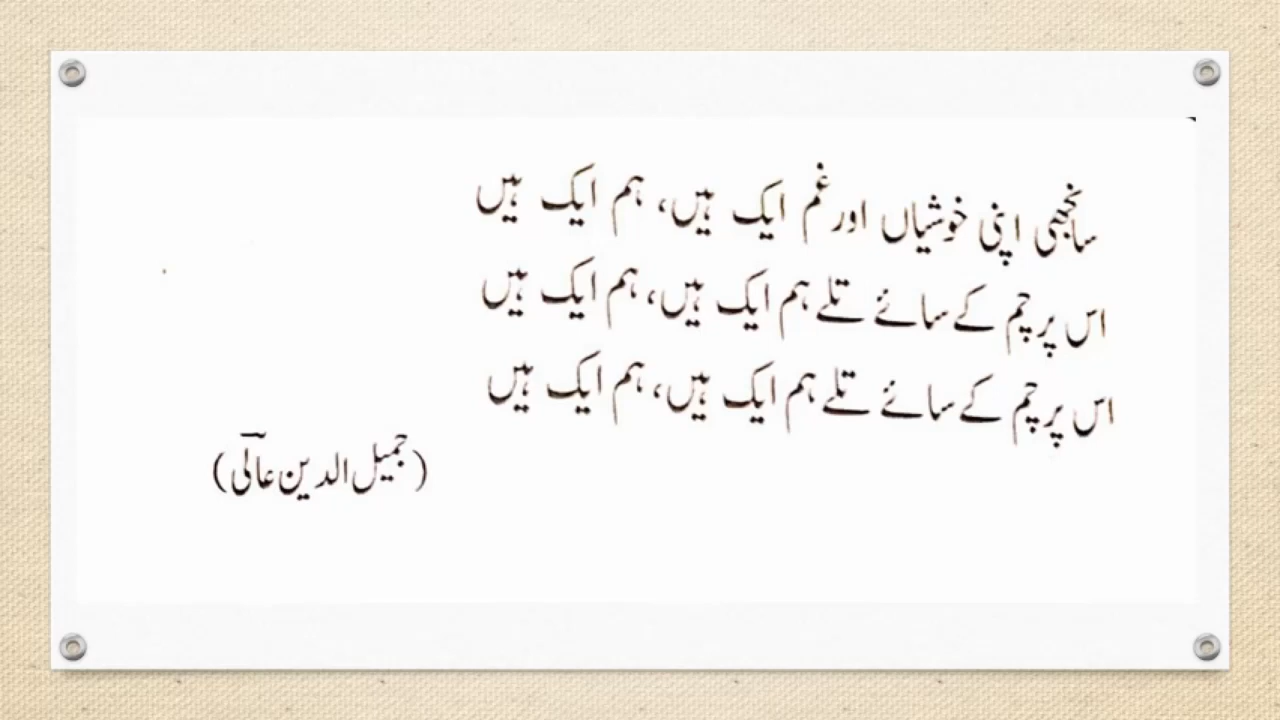 سانجھی اپنی خوشیاں اور غم ایک ہیں، ہم ایک ہیں
اس پرچم کے سائے تلے ہم ایک ہیں، ہم ایک ہیں
اس پرچم کے سائے تلے ہم ایک ہیں، ہم ایک ہیں
(جمیل الدین عالی)